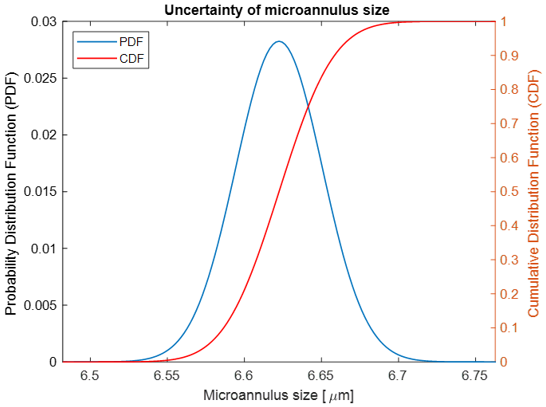 Uncertainty of microannulus size
PDF
CDF
Probability Distribution Function (PDF)
0.03
0.025
0.02
0.015
0.01
0.005
0
Cumulative Distribution Function (CDF)
1
0.9
0.8
0.7
0.6
0.5
0.4
0.3
0.2
0.1
0
6.5 6.55 6.6 6.65 6.7 6.75
Microannulus size [ μm]